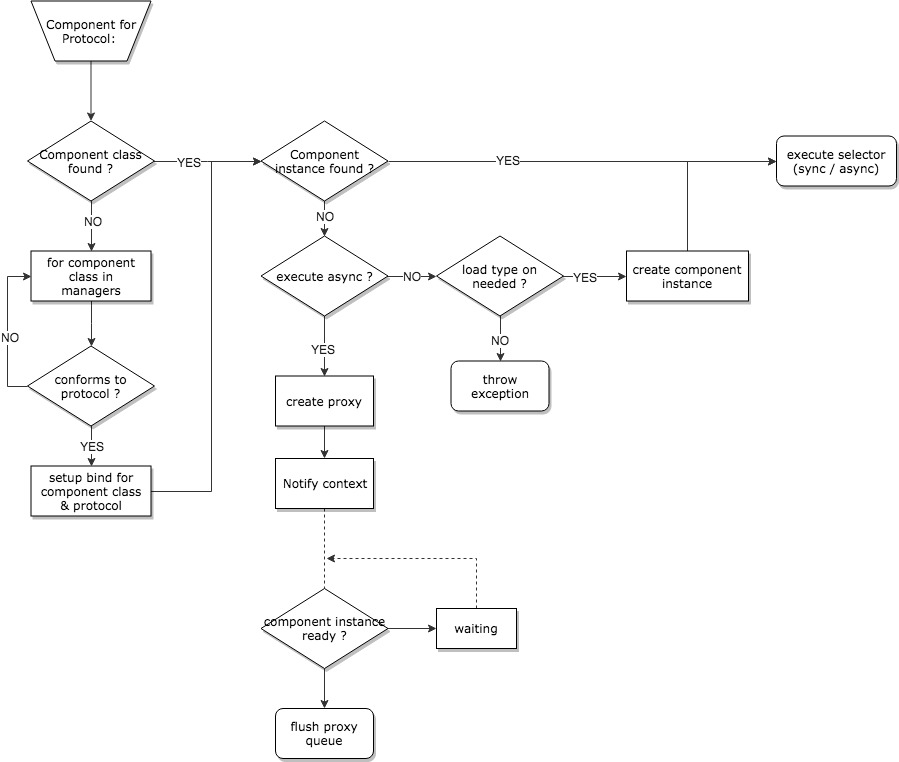 Component for
Protocol:
Component class
found ?
YES
Component
instance found ?
YES
execute selector
(sync / async)
NO
NO
for component
class in
managers
execute async ?
NO
load type on
needed ?
YES
create component
instance
NO
YES
NO
conforms to
protocol ?
throw
exception
create proxy
YES
setup bind for
component class
& protocol
Notify context
component instance
ready ?
waiting
flush proxy
queue